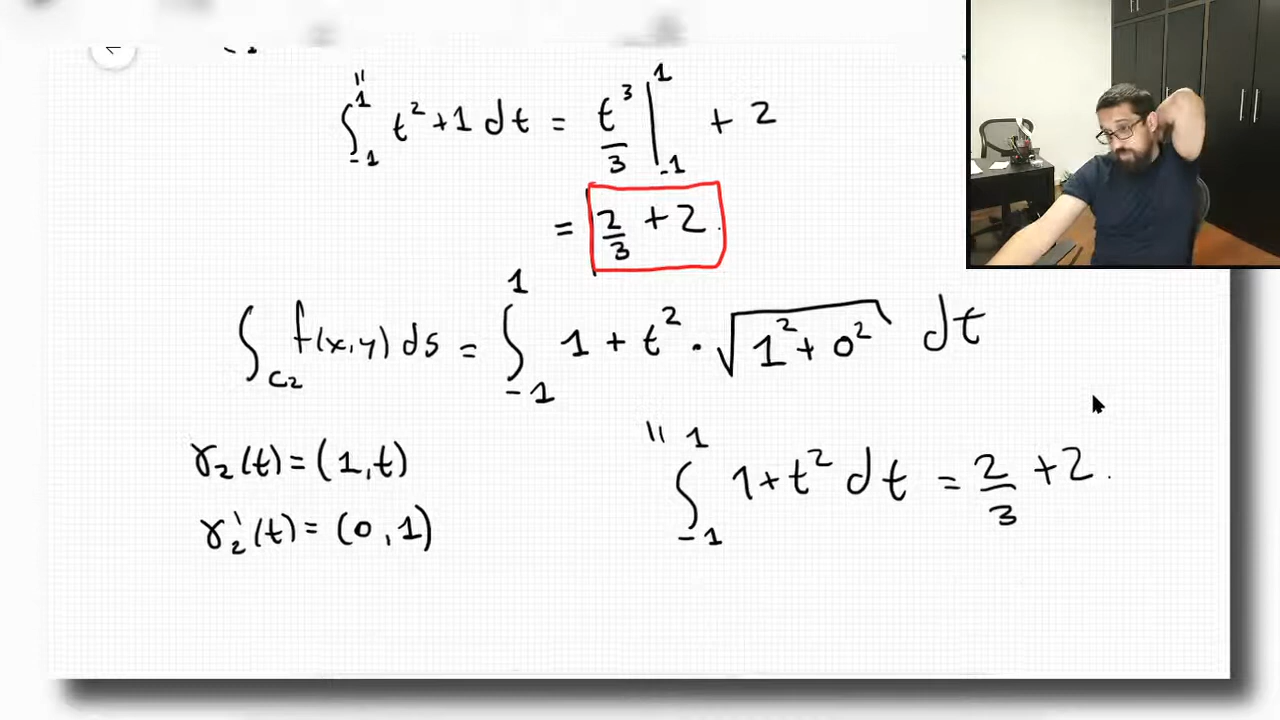 ∫_{-1}^{1} t²+1 dt = t³/3 |_{-1}^{1} + 2
= 2/3 + 2.
∫_{C2} f(x,y) ds = ∫_{-1}^{1} 1 + t² · √(1²+0²) dt
γ₂(t) = (1,t)
" ∫_{-1}^{1} 1+t² dt = 2/3 + 2.
γ₂'(t) = (0,1)